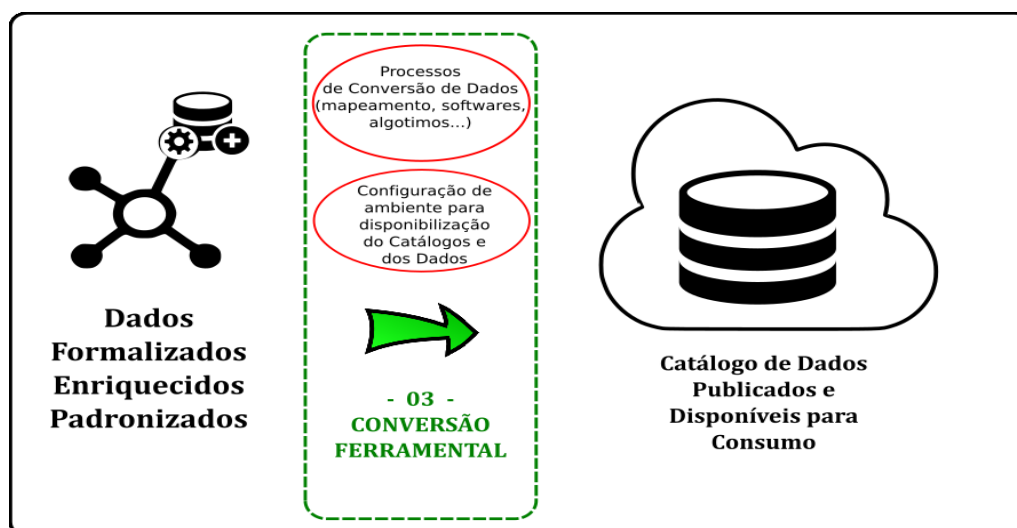 Dados
Formalizados
Enriquecidos
Padronizados
Processos
de Conversão de Dados
(mapeamento, softwares,
algotimos...)
Configuração de
ambiente para
disponibilização
do Catálogos e
dos Dados
- 03 -
CONVERSÃO
FERRAMENTAL
Catálogo de Dados
Publicados e
Disponíveis para
Consumo